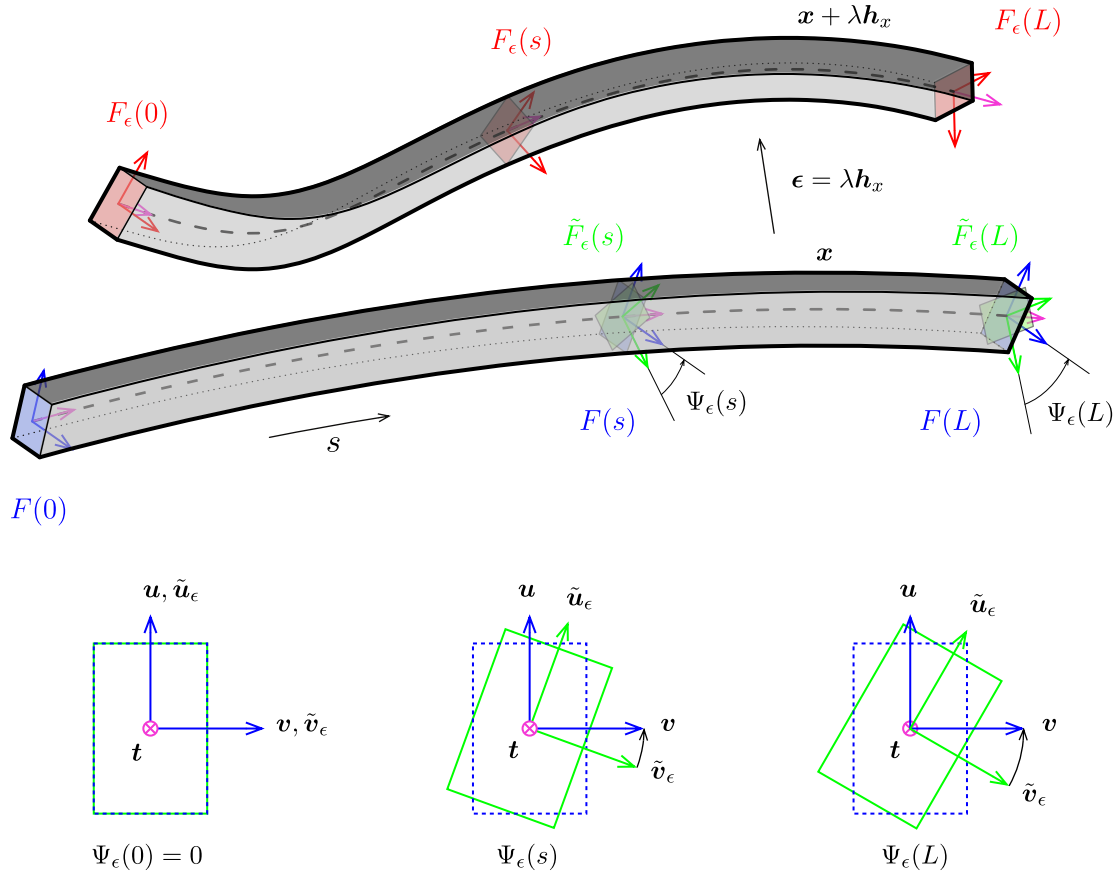 x + λh_x
F_ϵ(L)
F_ϵ(s)
F_ϵ(0)
ϵ = λh_x
F̃_ϵ(s)
F̃_ϵ(L)
x
Ψ_ϵ(s)
Ψ_ϵ(L)
F(s)
F(L)
s
F(0)
u, ũ_ϵ
u
ũ_ϵ
u
ũ_ϵ
v, ṽ_ϵ
v
v
t
t
t
ṽ_ϵ
ṽ_ϵ
Ψ_ϵ(0) = 0
Ψ_ϵ(s)
Ψ_ϵ(L)